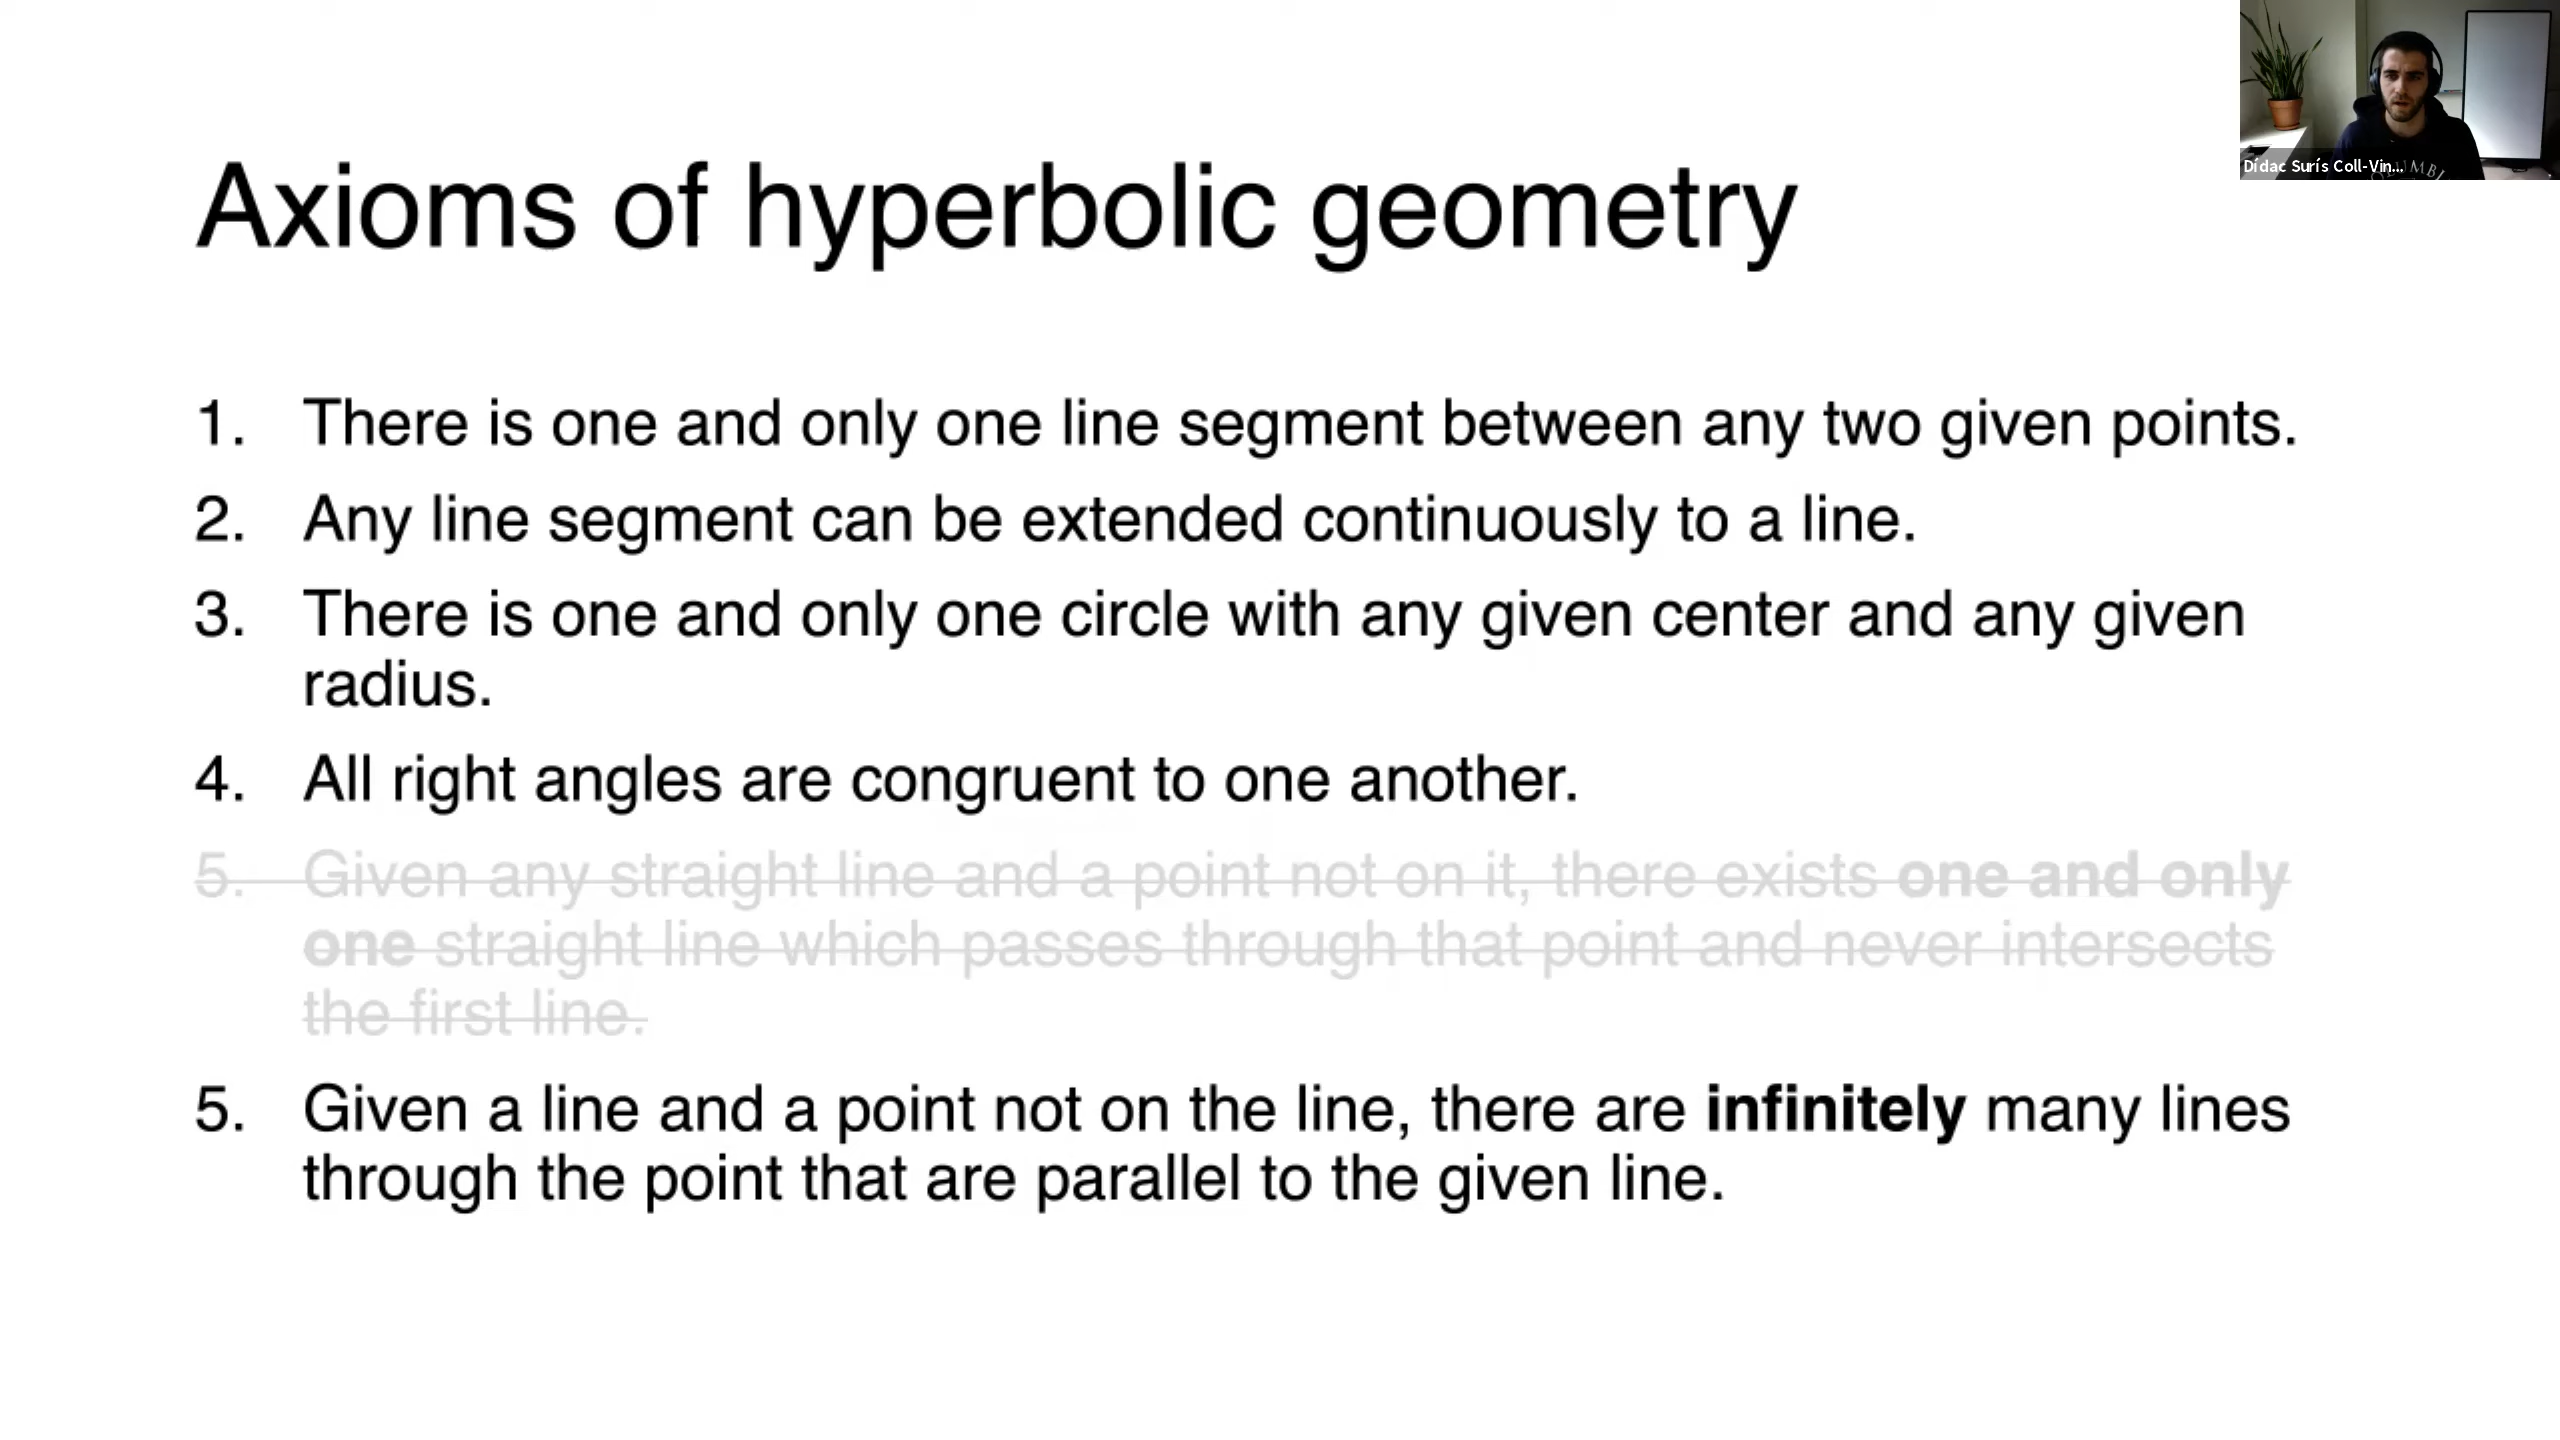 Axioms of hyperbolic geometry
Dídac Surís Coll-Vin...
1. There is one and only one line segment between any two given points.
2. Any line segment can be extended continuously to a line.
3. There is one and only one circle with any given center and any given
radius.
4. All right angles are congruent to one another.
5. Given any straight line and a point not on it, there exists one and only
one straight line which passes through that point and never intersects
the first line.
5. Given a line and a point not on the line, there are infinitely many lines
through the point that are parallel to the given line.